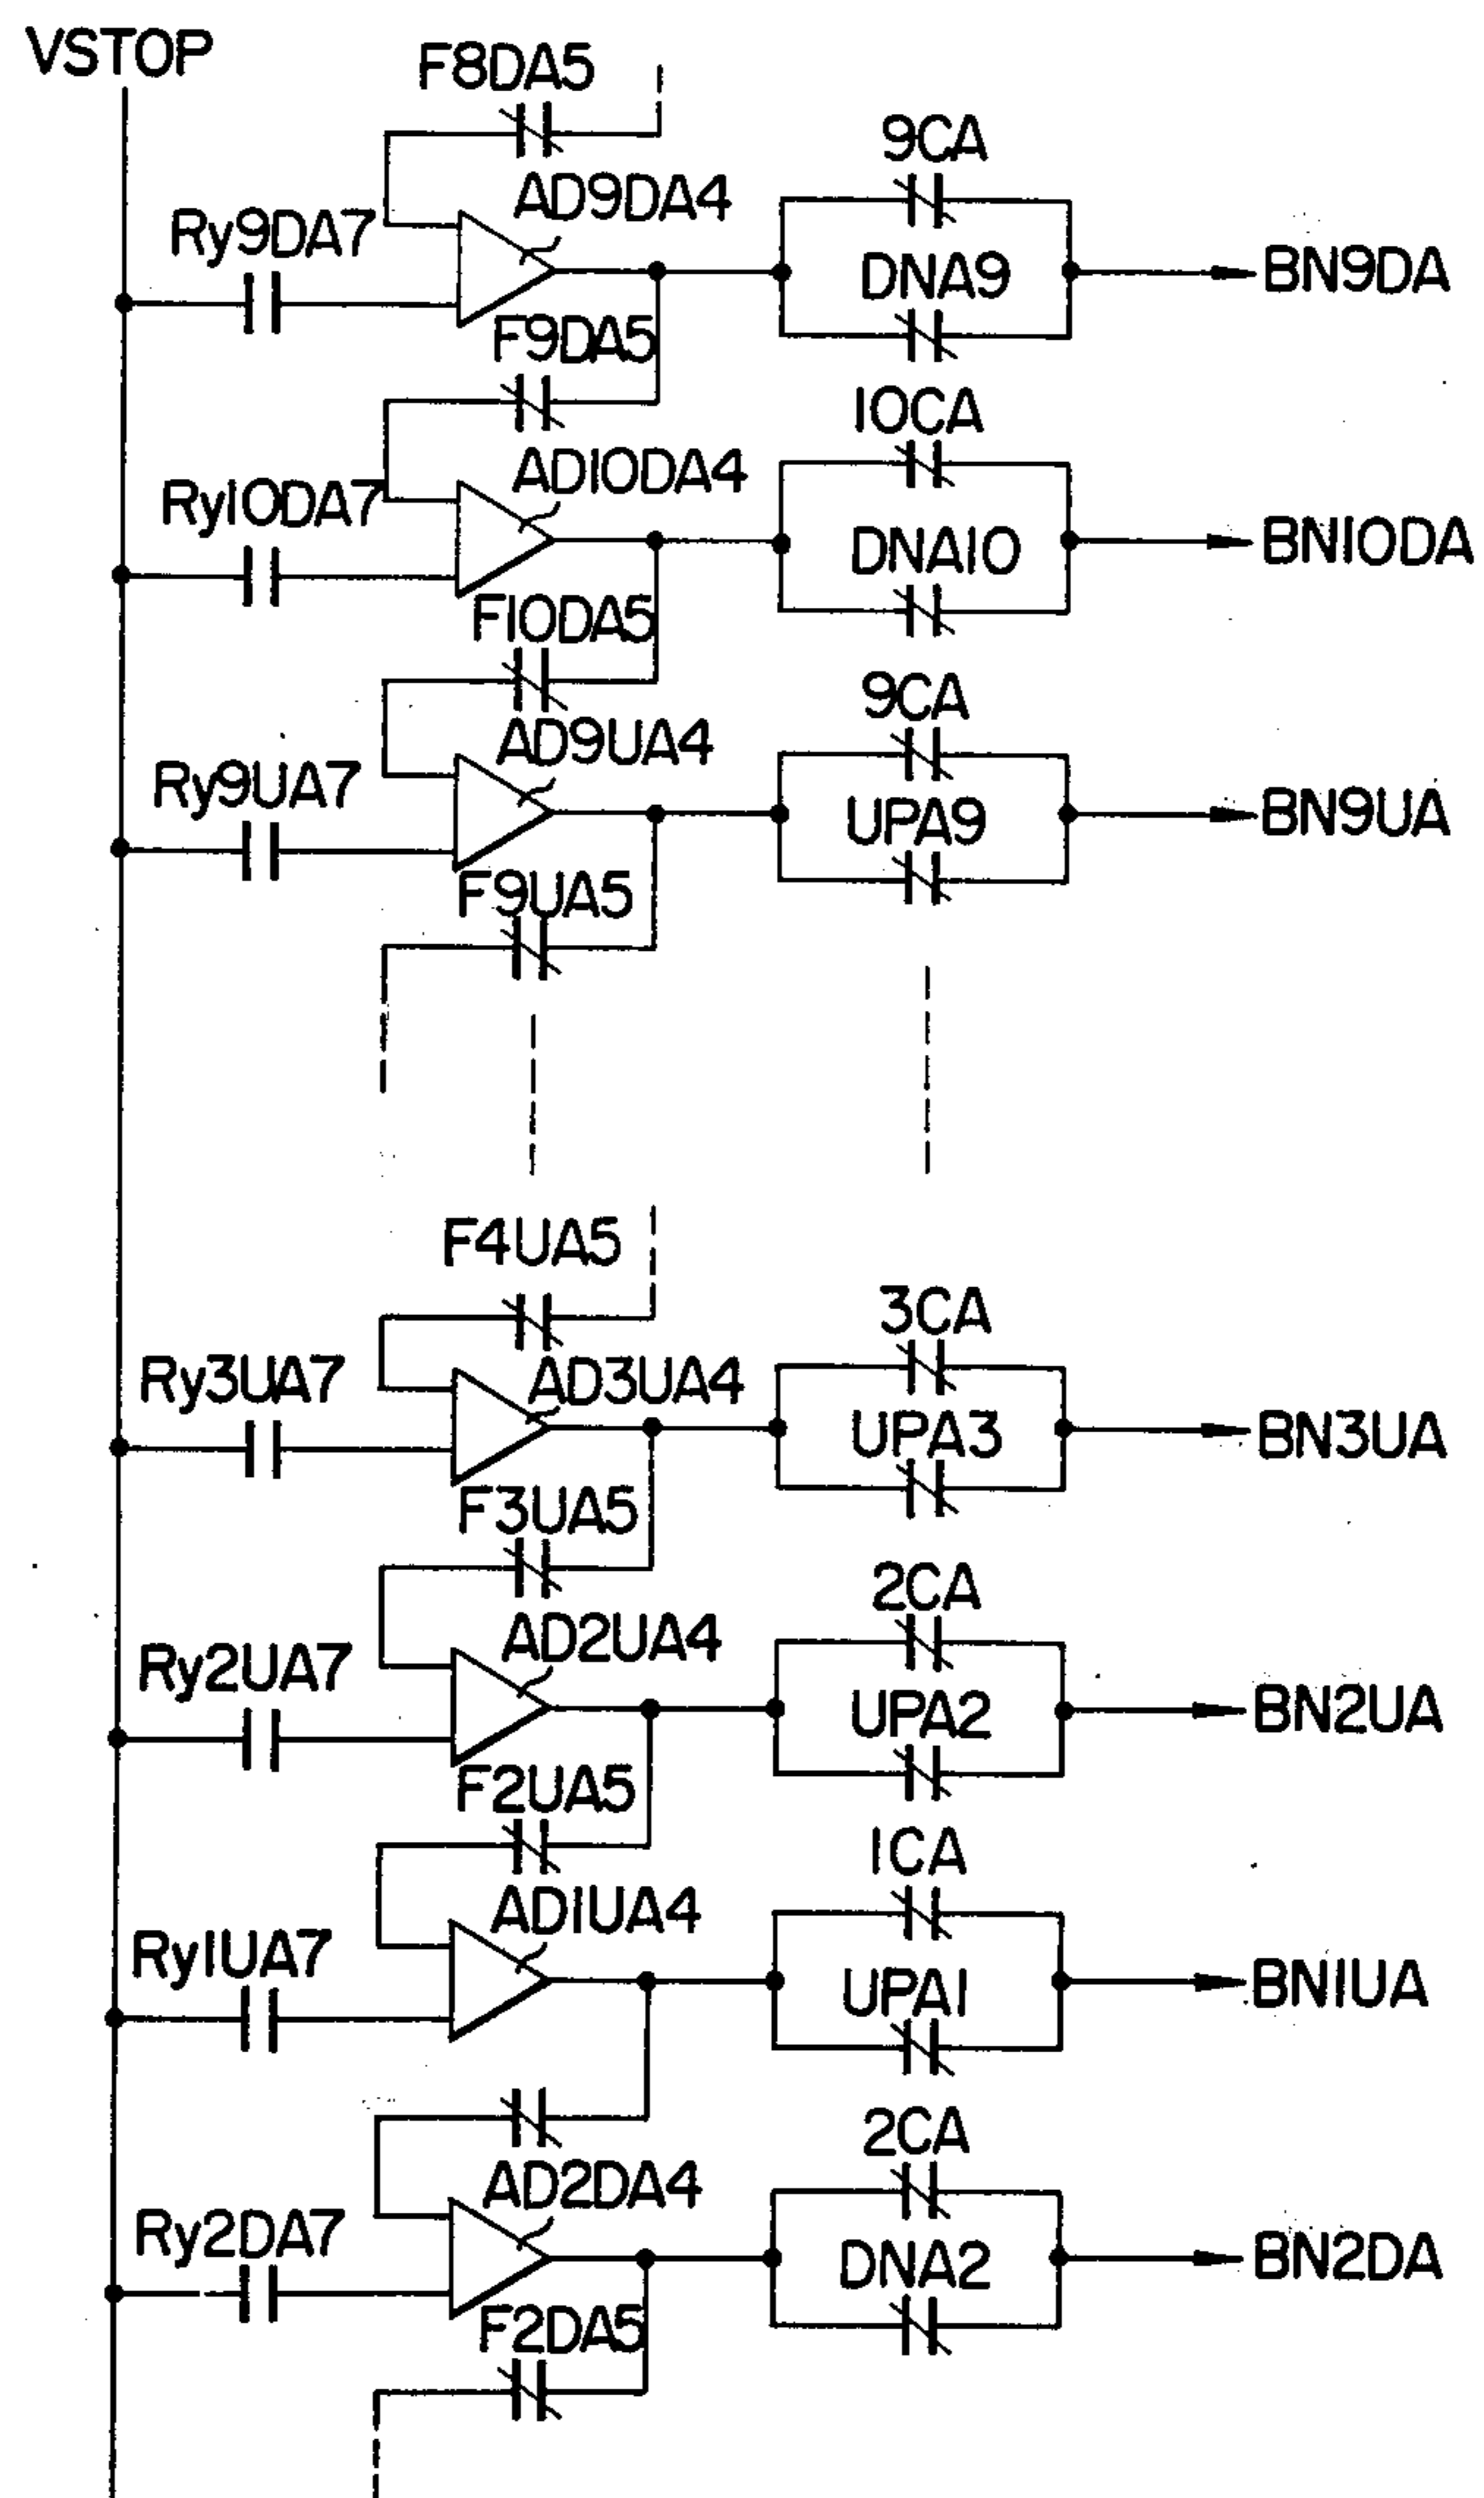 VSTOP
F8DA5
9CA
AD9DA4
Ry9DA7
DNA9
BN9DA
F9DA5
10CA
AD10DA4
Ry10DA7
DNA10
BN10DA
F10DA5
9CA
AD9UA4
Ry9UA7
UPA9
BN9UA
F9UA5
F4UA5
3CA
AD3UA4
Ry3UA7
UPA3
BN3UA
F3UA5
2CA
AD2UA4
Ry2UA7
UPA2
BN2UA
F2UA5
1CA
AD1UA4
Ry1UA7
UPA1
BN1UA
2CA
AD2DA4
Ry2DA7
DNA2
BN2DA
F2DA5